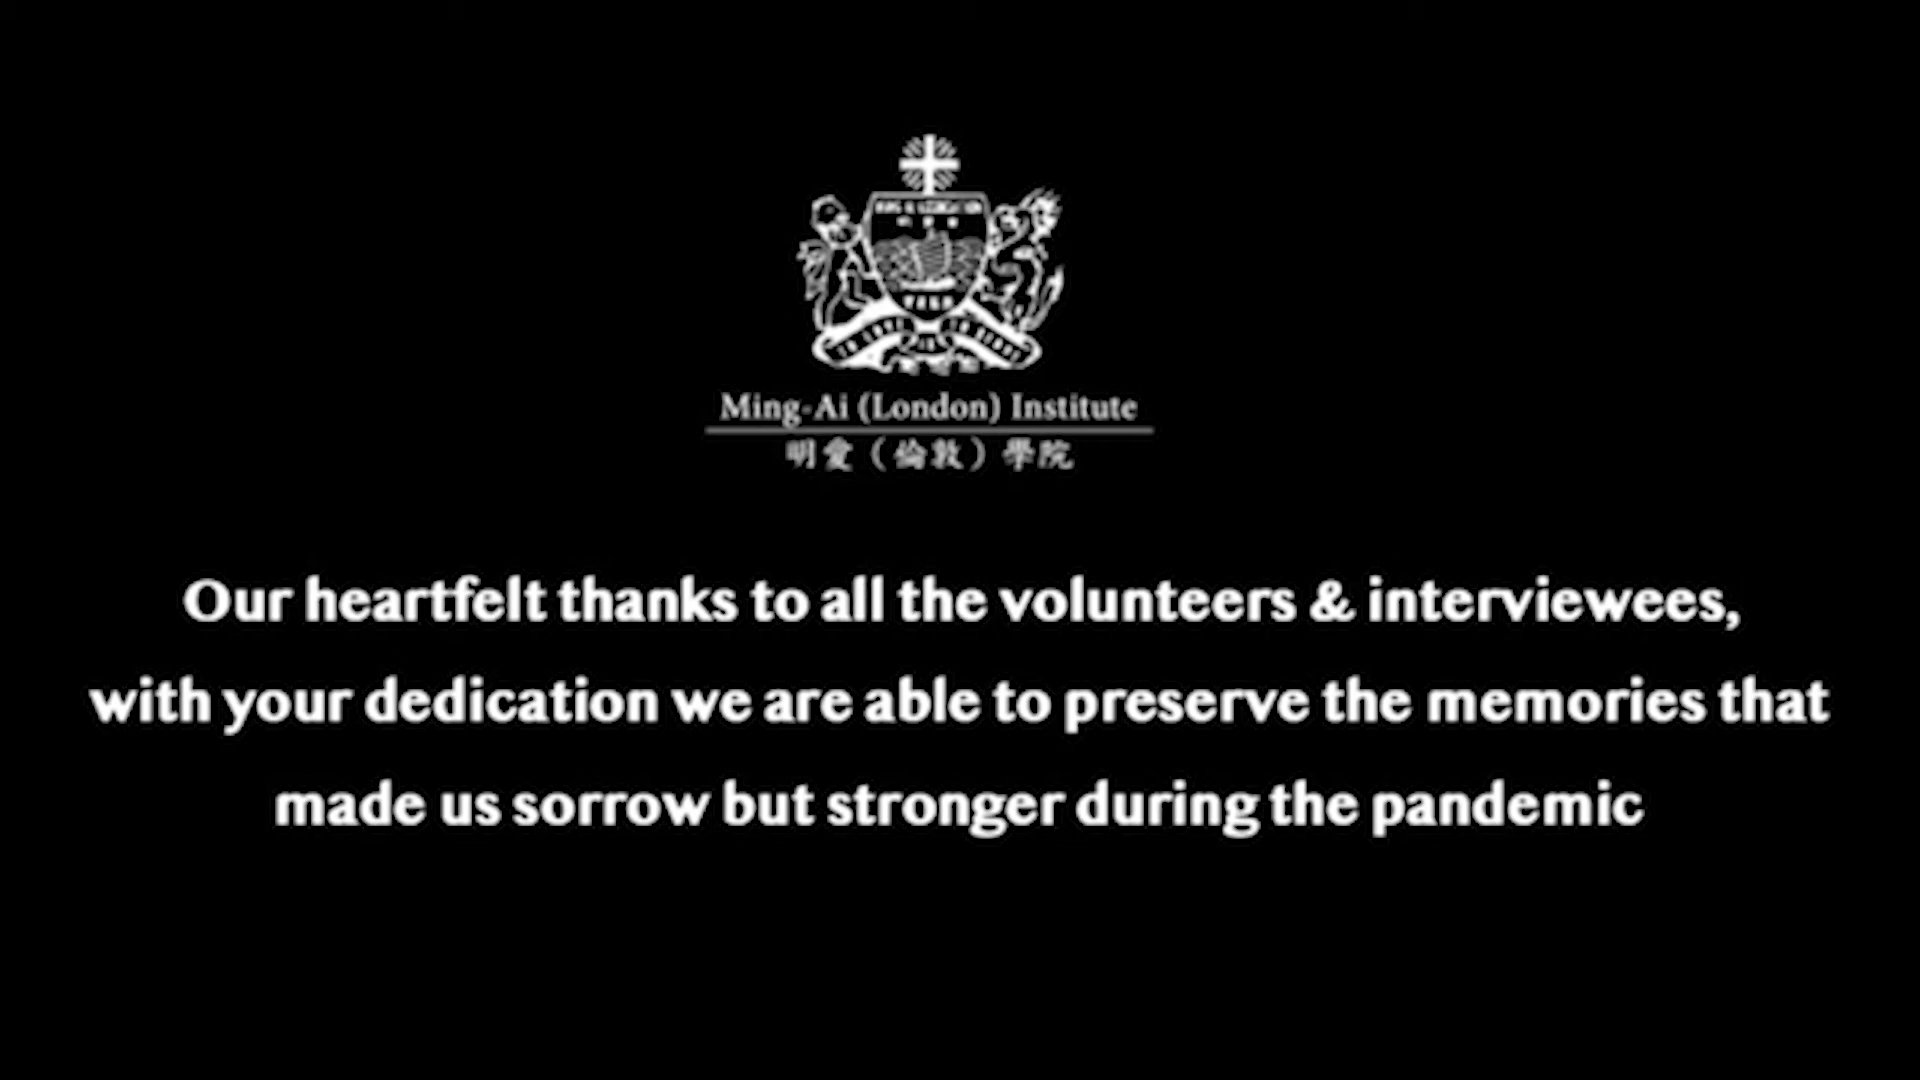 Ming-Ai (London) Institute
明愛（倫敦）學院
Our heartfelt thanks to all the volunteers & interviewees,
with your dedication we are able to preserve the memories that
made us sorrow but stronger during the pandemic